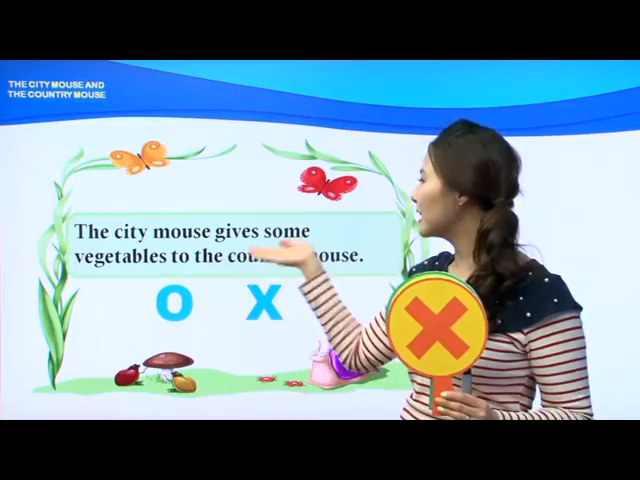 THE CITY MOUSE AND
THE COUNTRY MOUSE
The city mouse gives some
vegetables to the
O X